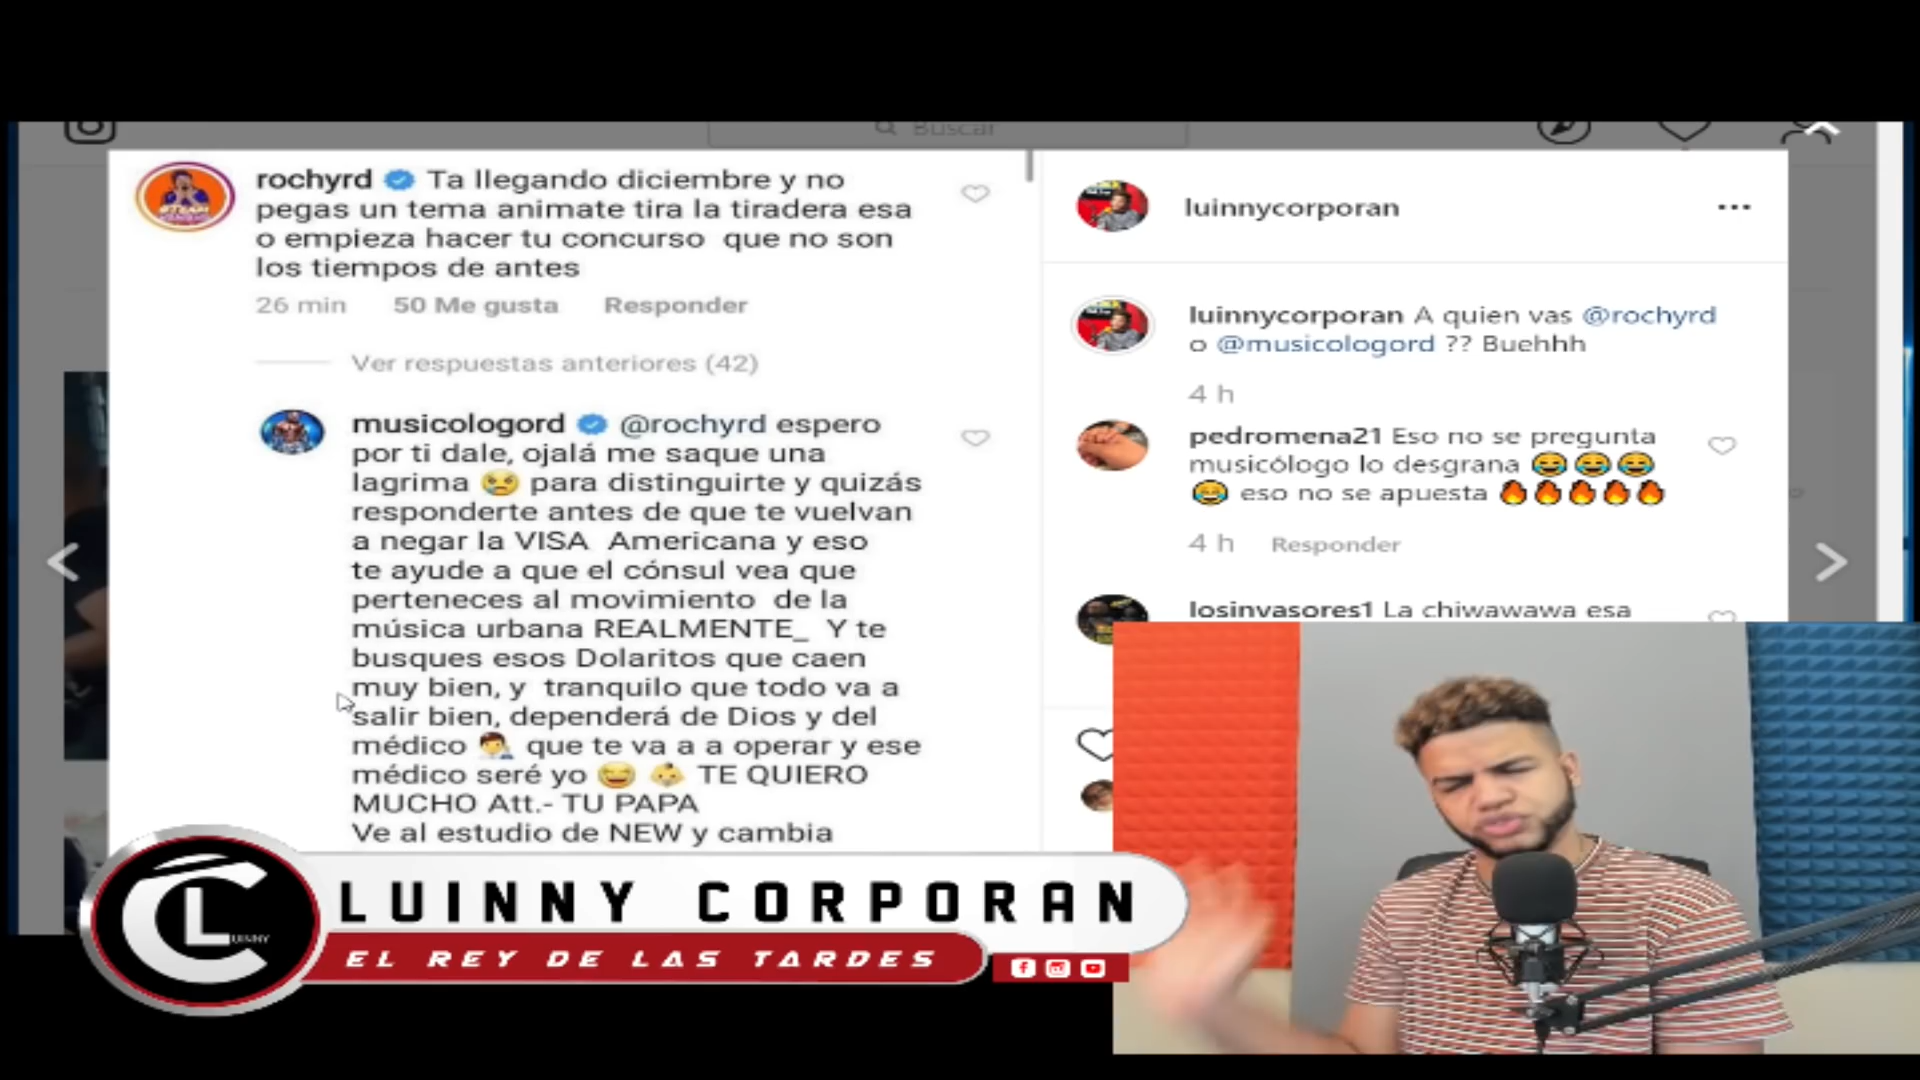 Buscar
rochyrd Ta llegando diciembre y no
pegas un tema animate tira la tiradera esa
o empieza hacer tu concurso que no son
los tiempos de antes
26 min 50 Me gusta Responder
Ver respuestas anteriores (42)
musicologord @rochyrd espero
por ti dale, ojalá me saque una
lagrima 😢 para distinguirte y quizás
responderte antes de que te vuelvan
a negar la VISA Americana y eso
te ayude a que el cónsul vea que
perteneces al movimiento de la
música urbana REALMENTE_ Y te
busques esos Dolaritos que caen
muy bien, y tranquilo que todo va a
salir bien, dependerá de Dios y del
médico 👨‍⚕️ que te va a a operar y ese
médico seré yo 😅 👶 TE QUIERO
MUCHO Att.- TU PAPA
Ve al estudio de NEW y cambia
luinnycorporan
luinnycorporan A quien vas @rochyrd
o @musicologord ?? Buehhh
4 h
pedromena21 Eso no se pregunta
musicólogo lo desgrana 😂😂😂
😂 eso no se apuesta 🔥🔥🔥🔥🔥
4 h Responder
losinvasores1 La chiwawawa esa
CL
LUINNY
LUINNY CORPORAN
EL REY DE LAS TARDES